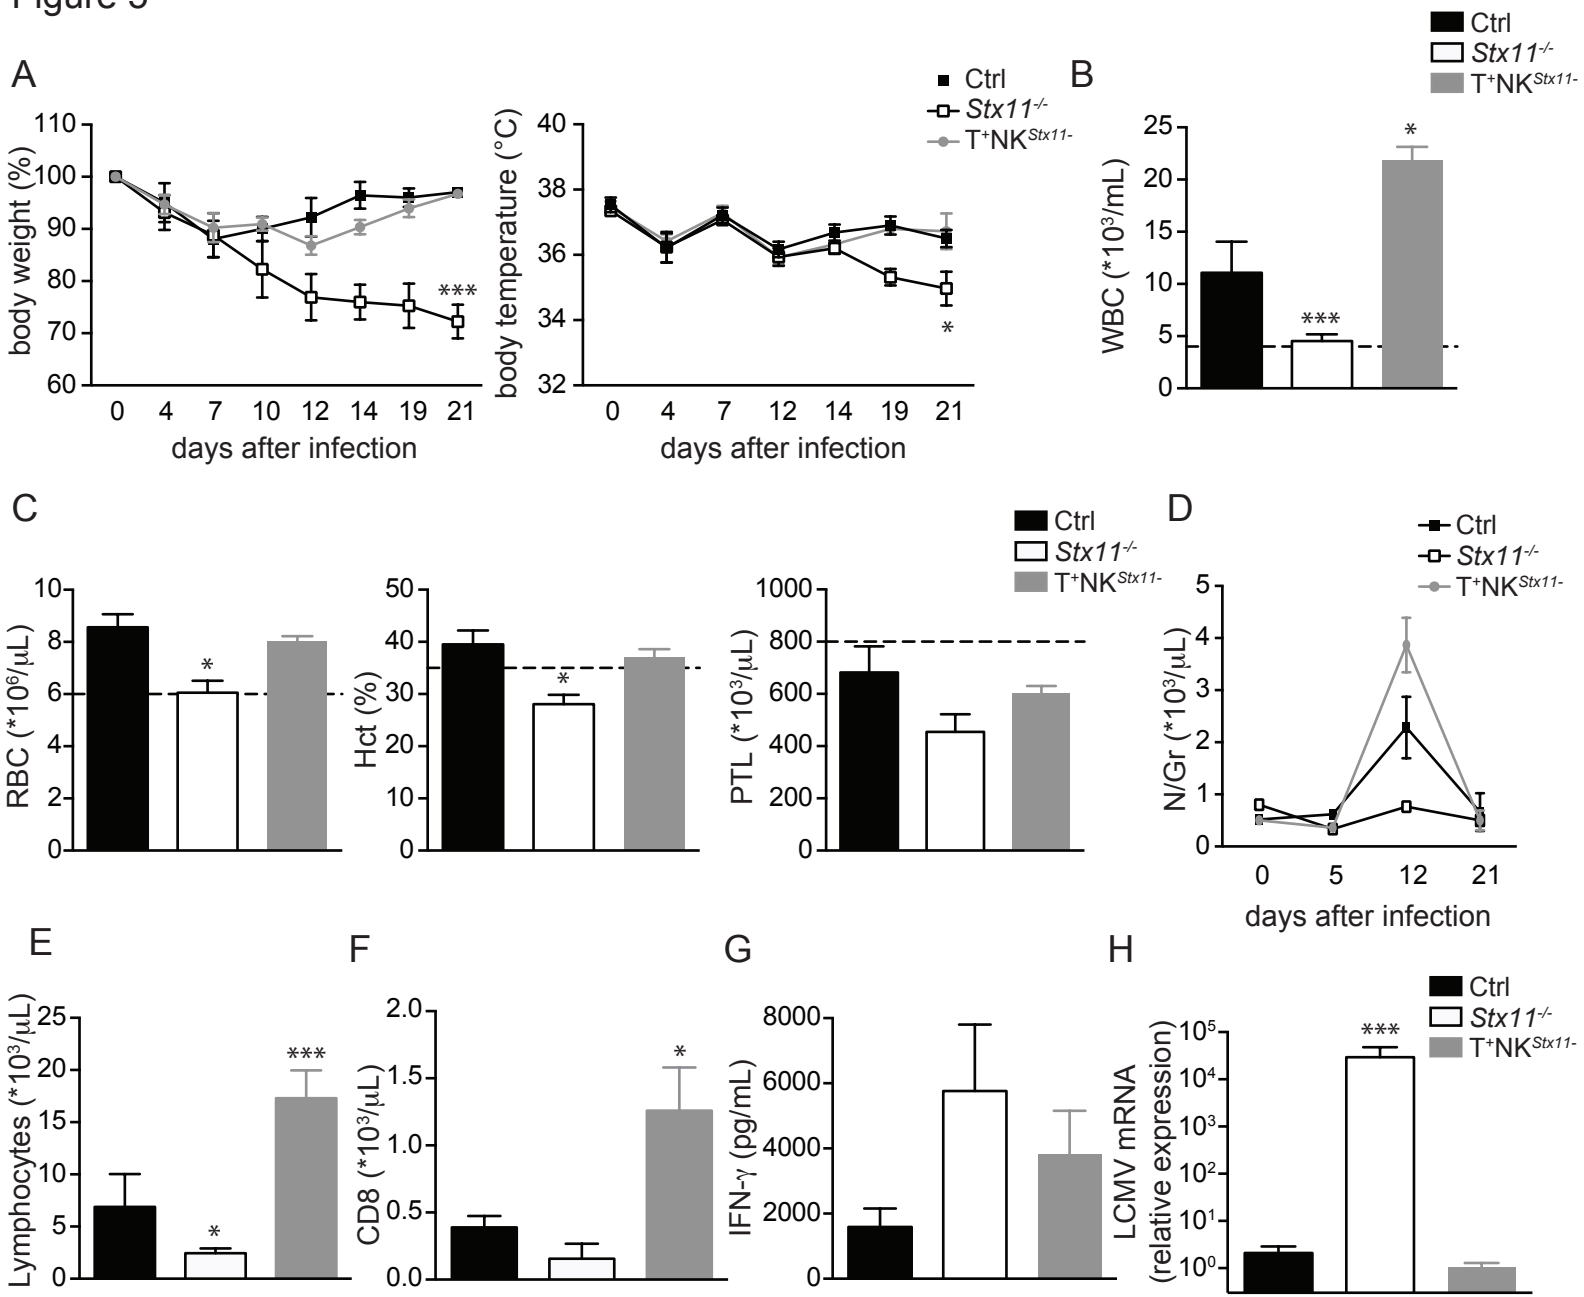 Ctrl
Stx11-/-
T+NKStx11-
A
Ctrl
Stx11-/-
T+NKStx11-
B
body weight (%)
110
100
90
80
70
60
***
0 4 7 10 12 14 19 21
days after infection
body temperature (°C)
40
38
36
34
32
*
0 4 7 12 14 19 21
days after infection
WBC (*10³/mL)
25
20
15
10
5
0
***
*
C
Ctrl
Stx11-/-
T+NKStx11-
D
Ctrl
Stx11-/-
T+NKStx11-
RBC (*10⁶/µL)
10
8
6
4
2
0
*
Hct (%)
50
40
30
20
10
0
*
PTL (*10³/µL)
1000
800
600
400
200
0
N/Gr (*10³/µL)
5
4
3
2
1
0
0 5 12 21
days after infection
E
F
G
H
Ctrl
Stx11-/-
T+NKStx11-
Lymphocytes (*10³/µL)
25
20
15
10
5
0
*
***
CD8 (*10³/µL)
2.0
1.5
1.0
0.5
0.0
*
IFN-γ (pg/mL)
8000
6000
4000
2000
0
LCMV mRNA
(relative expression)
10⁵
10⁴
10³
10²
10¹
10⁰
***